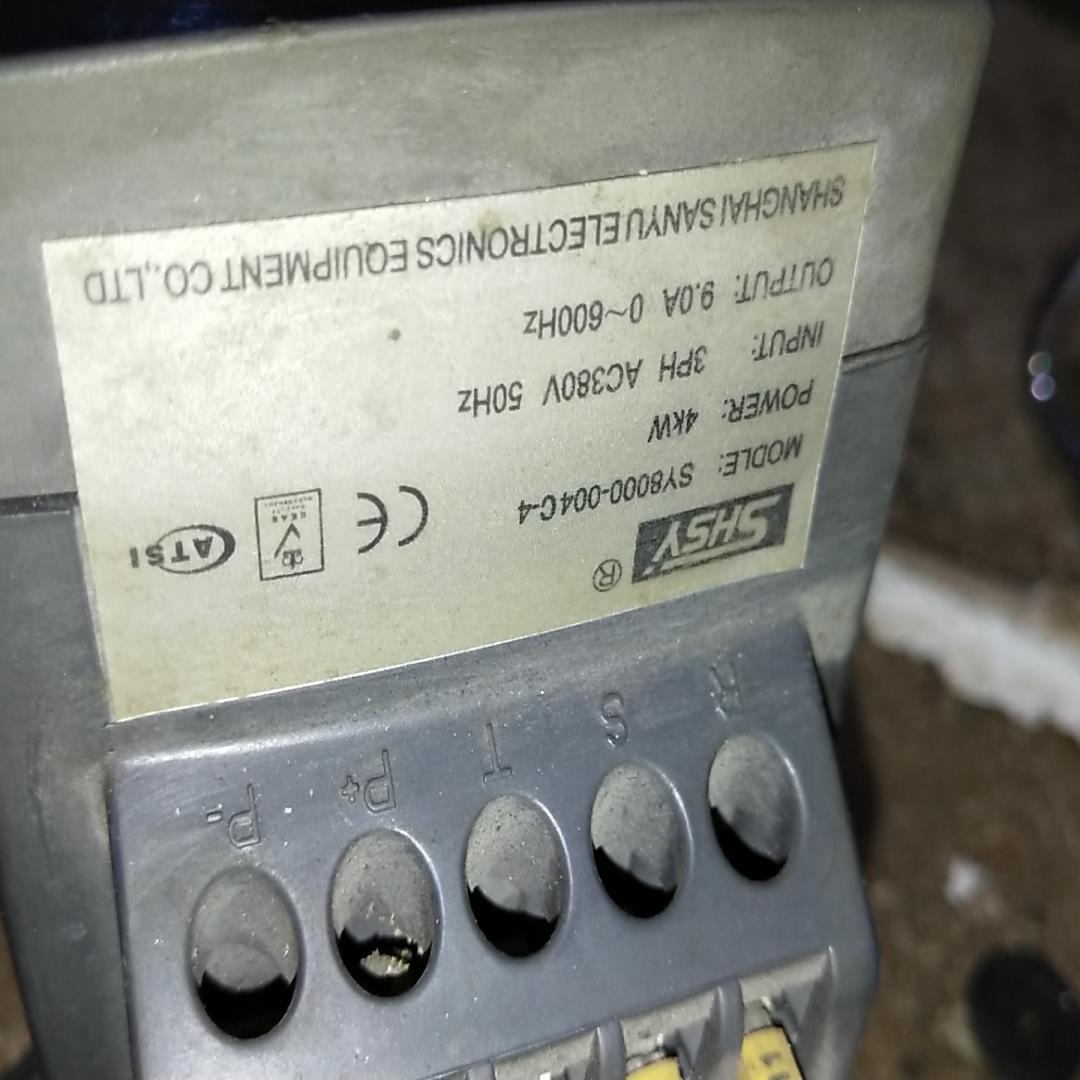 SHSY ®
MODLE: SY8000-004C-4
POWER: 4kW
INPUT: 3PH AC380V 50Hz
OUTPUT: 9.0A 0~600Hz
SHANGHAI SANYU ELECTRONICS EQUIPMENT CO.,LTD
CE
UKAS
ATSI
R S T P+ P-